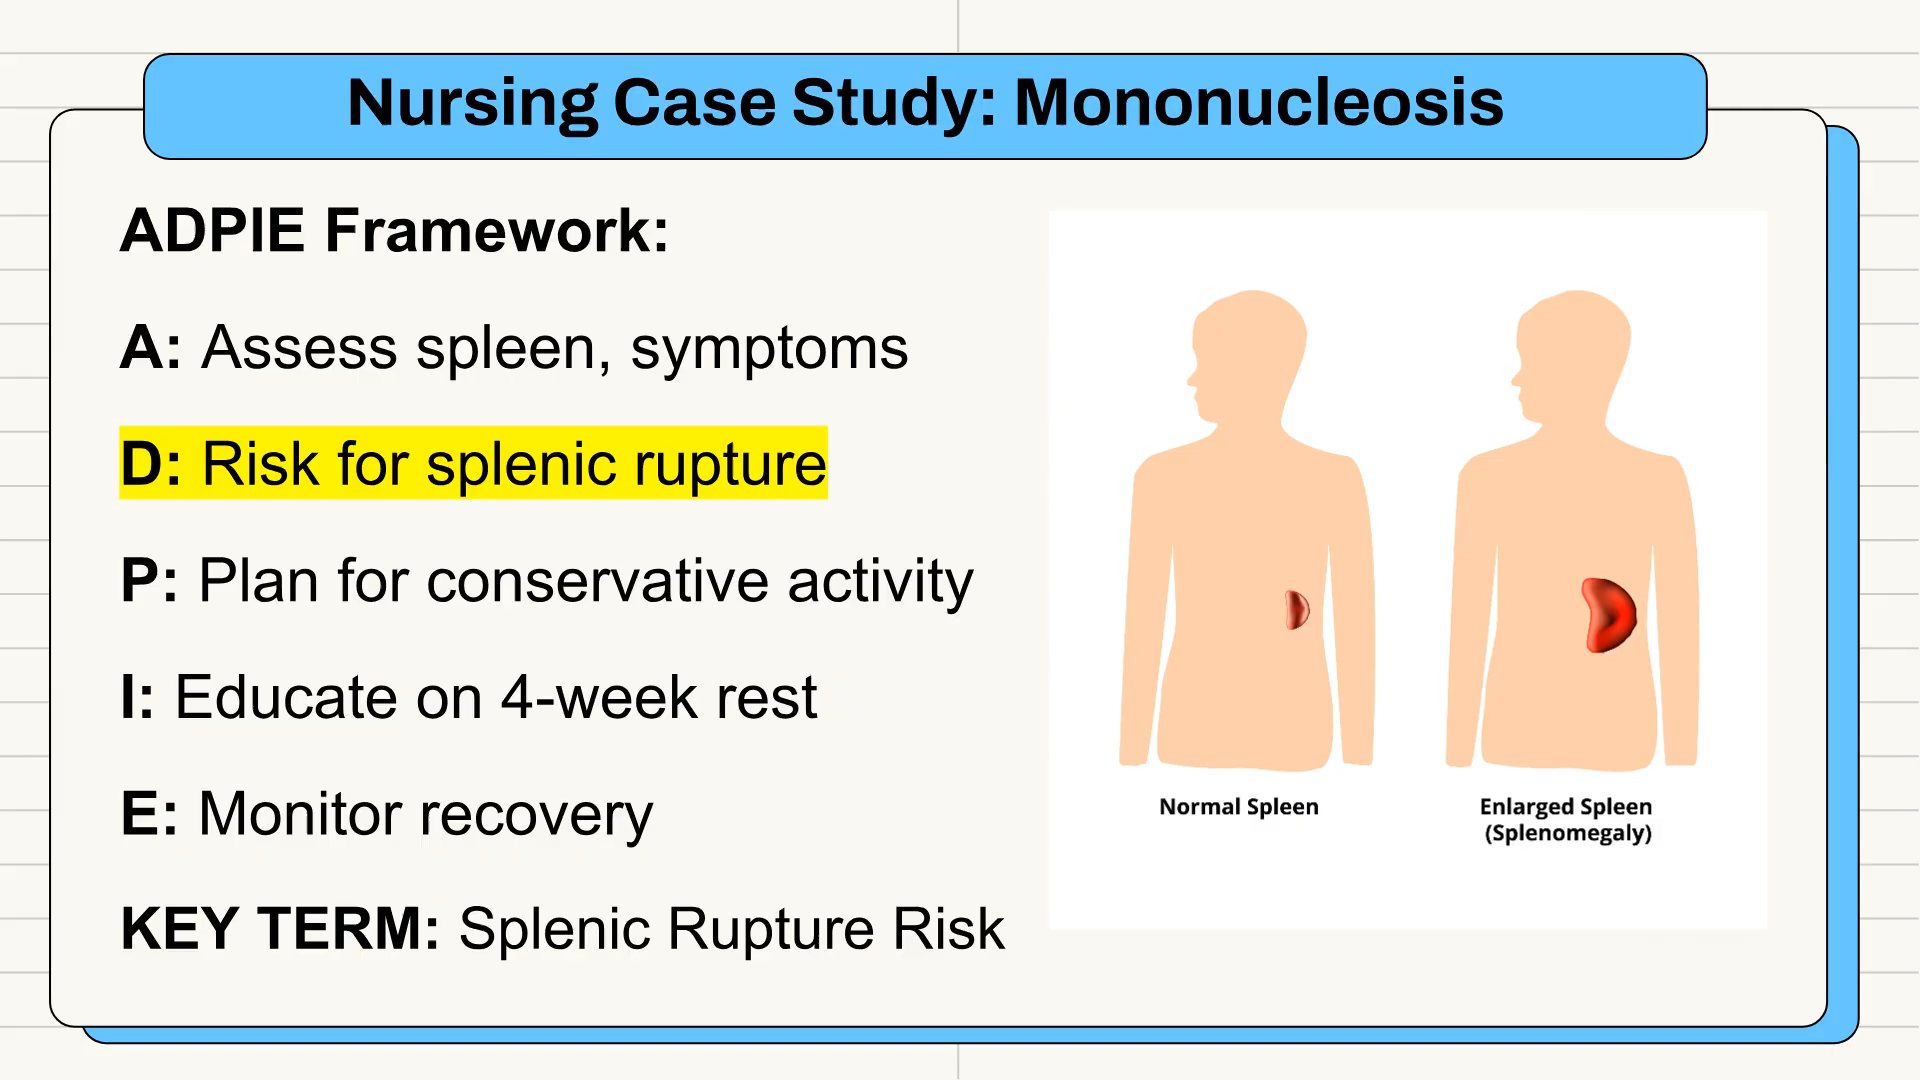 Nursing Case Study: Mononucleosis
ADPIE Framework:
A: Assess spleen, symptoms
D: Risk for splenic rupture
P: Plan for conservative activity
I: Educate on 4-week rest
E: Monitor recovery
KEY TERM: Splenic Rupture Risk
Normal Spleen
Enlarged Spleen
(Splenomegaly)